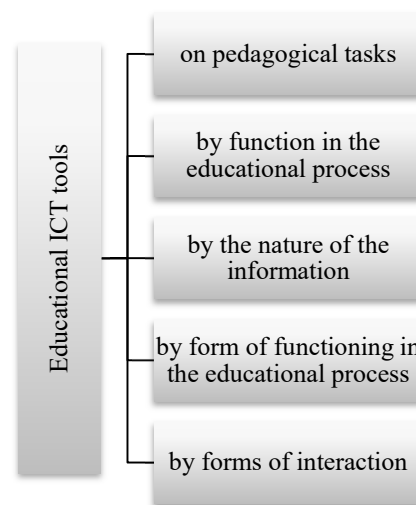 Educational ICT tools
on pedagogical tasks
by function in the
educational process
by the nature of the
information
by form of functioning in
the educational process
by forms of interaction